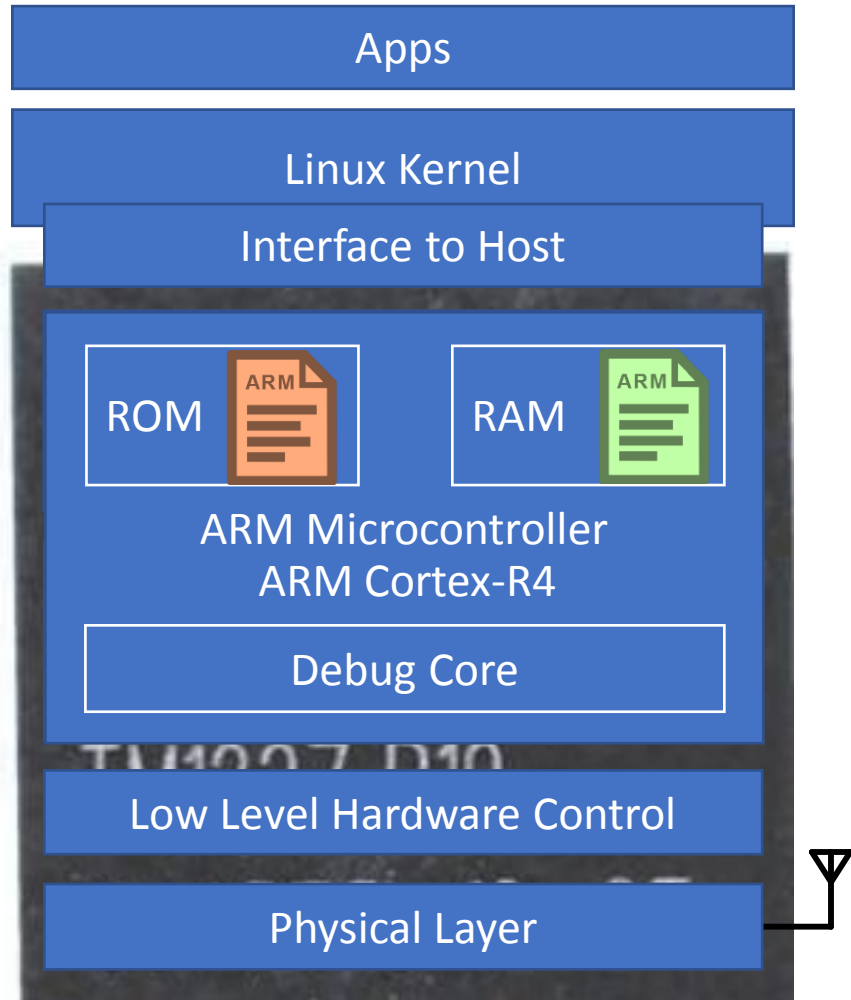 Apps
Linux Kernel
Interface to Host
ROM
ARM
RAM
ARM
ARM Microcontroller
ARM Cortex-R4
Debug Core
Low Level Hardware Control
Physical Layer